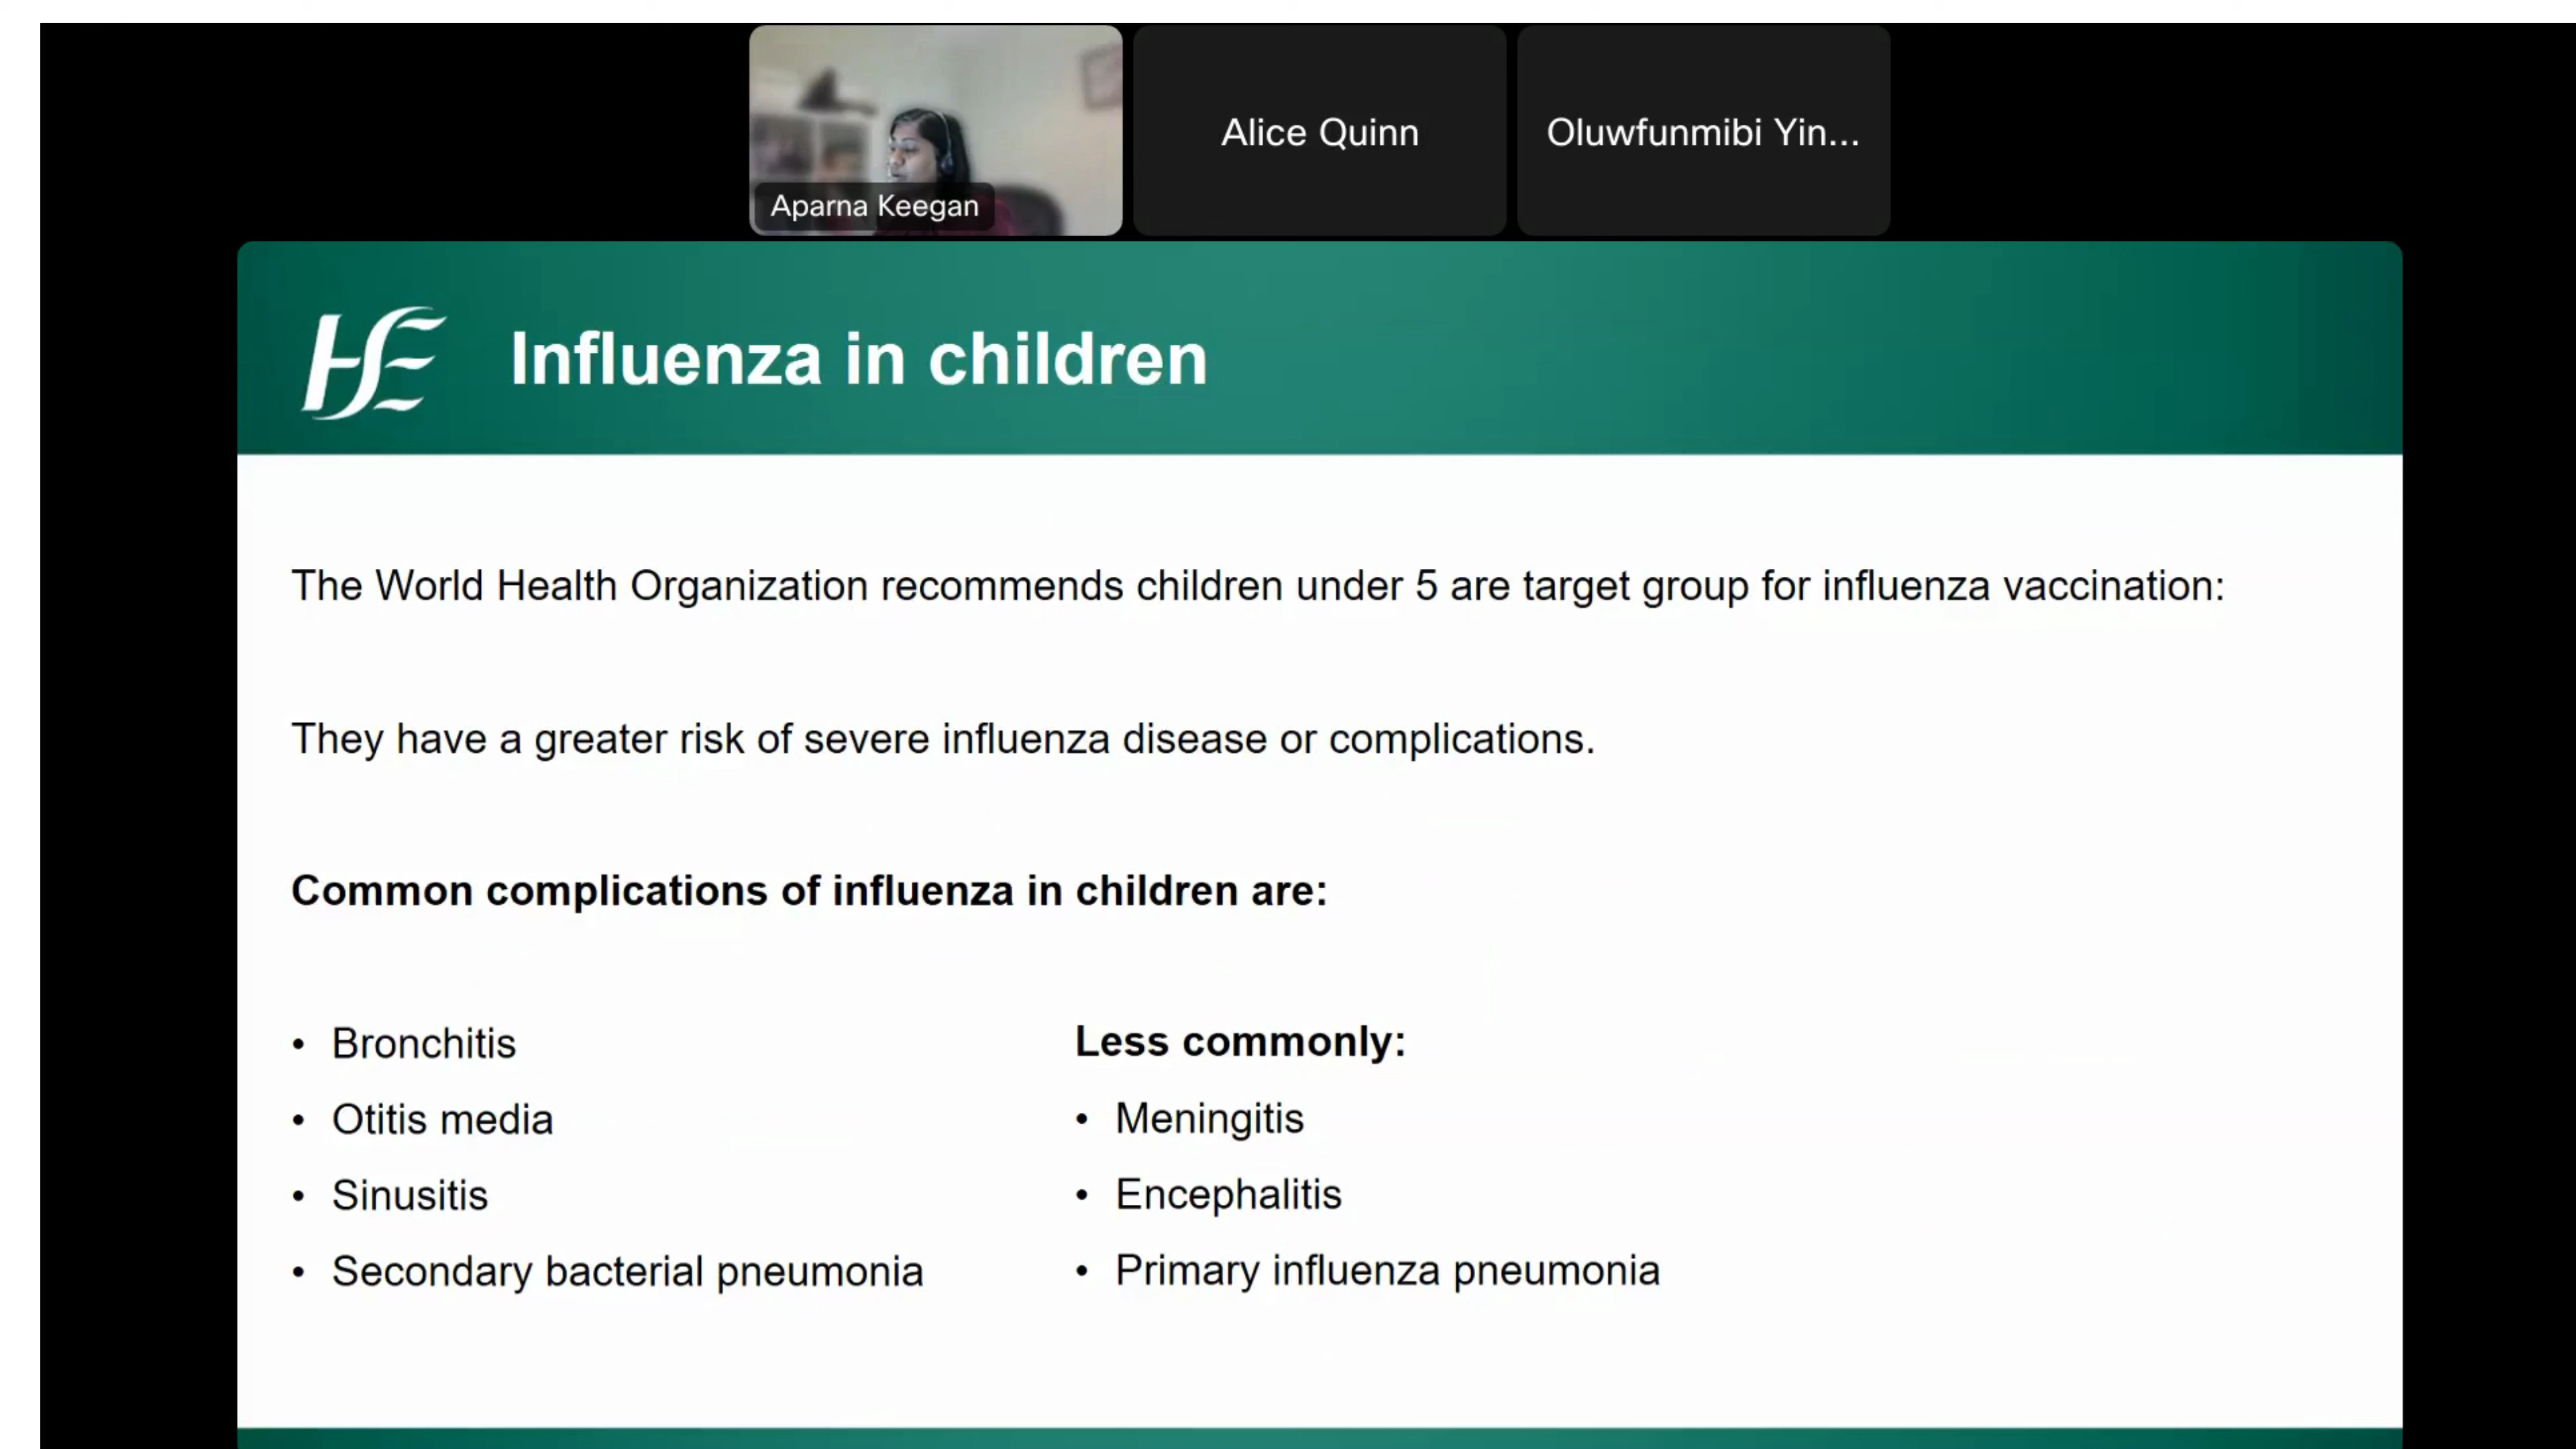 Aparna Keegan
Alice Quinn
Oluwfunmibi Yin...
HSE
Influenza in children
The World Health Organization recommends children under 5 are target group for influenza vaccination:
They have a greater risk of severe influenza disease or complications.
Common complications of influenza in children are:
• Bronchitis
• Otitis media
• Sinusitis
• Secondary bacterial pneumonia
Less commonly:
• Meningitis
• Encephalitis
• Primary influenza pneumonia